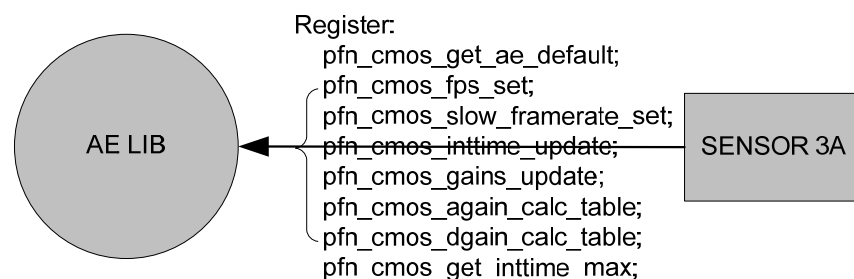 Register:
pfn_cmos_get_ae_default;
pfn_cmos_fps_set;
pfn_cmos_slow_framerate_set;
AE LIB
pfn_cmos_inttime_update;
SENSOR 3A
pfn_cmos_gains_update;
pfn_cmos_again_calc_table;
pfn_cmos_dgain_calc_table;
pfn_cmos_get_inttime_max;